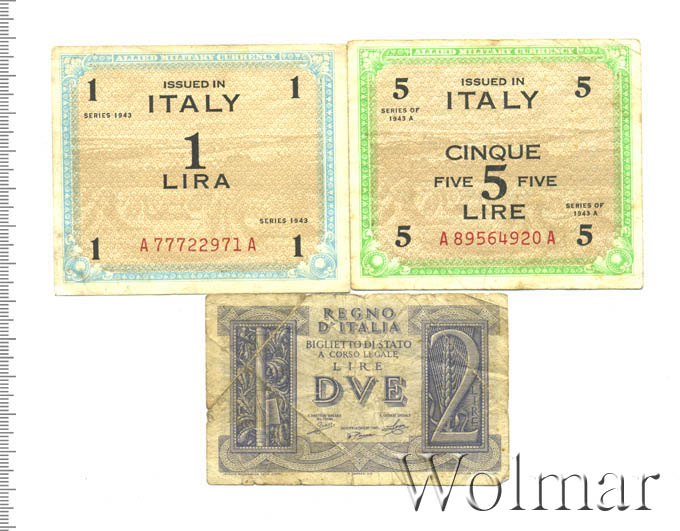 ALLIED MILITARY CURRENCY
1 ISSUED IN 1
ITALY
SERIES 1943
1
LIRA
SERIES 1943
1 A77722971A 1
ALLIED MILITARY CURRENCY
5 ISSUED IN 5
SERIES OF 1943 A
ITALY
CINQUE
FIVE 5 FIVE
LIRE
SERIES OF 1943 A
5 A89564920A 5
REGNO
D'ITALIA
BIGLIETTO DI STATO
A CORSO LEGALE
LIRE
DVE
2
LIRE
Wolmar